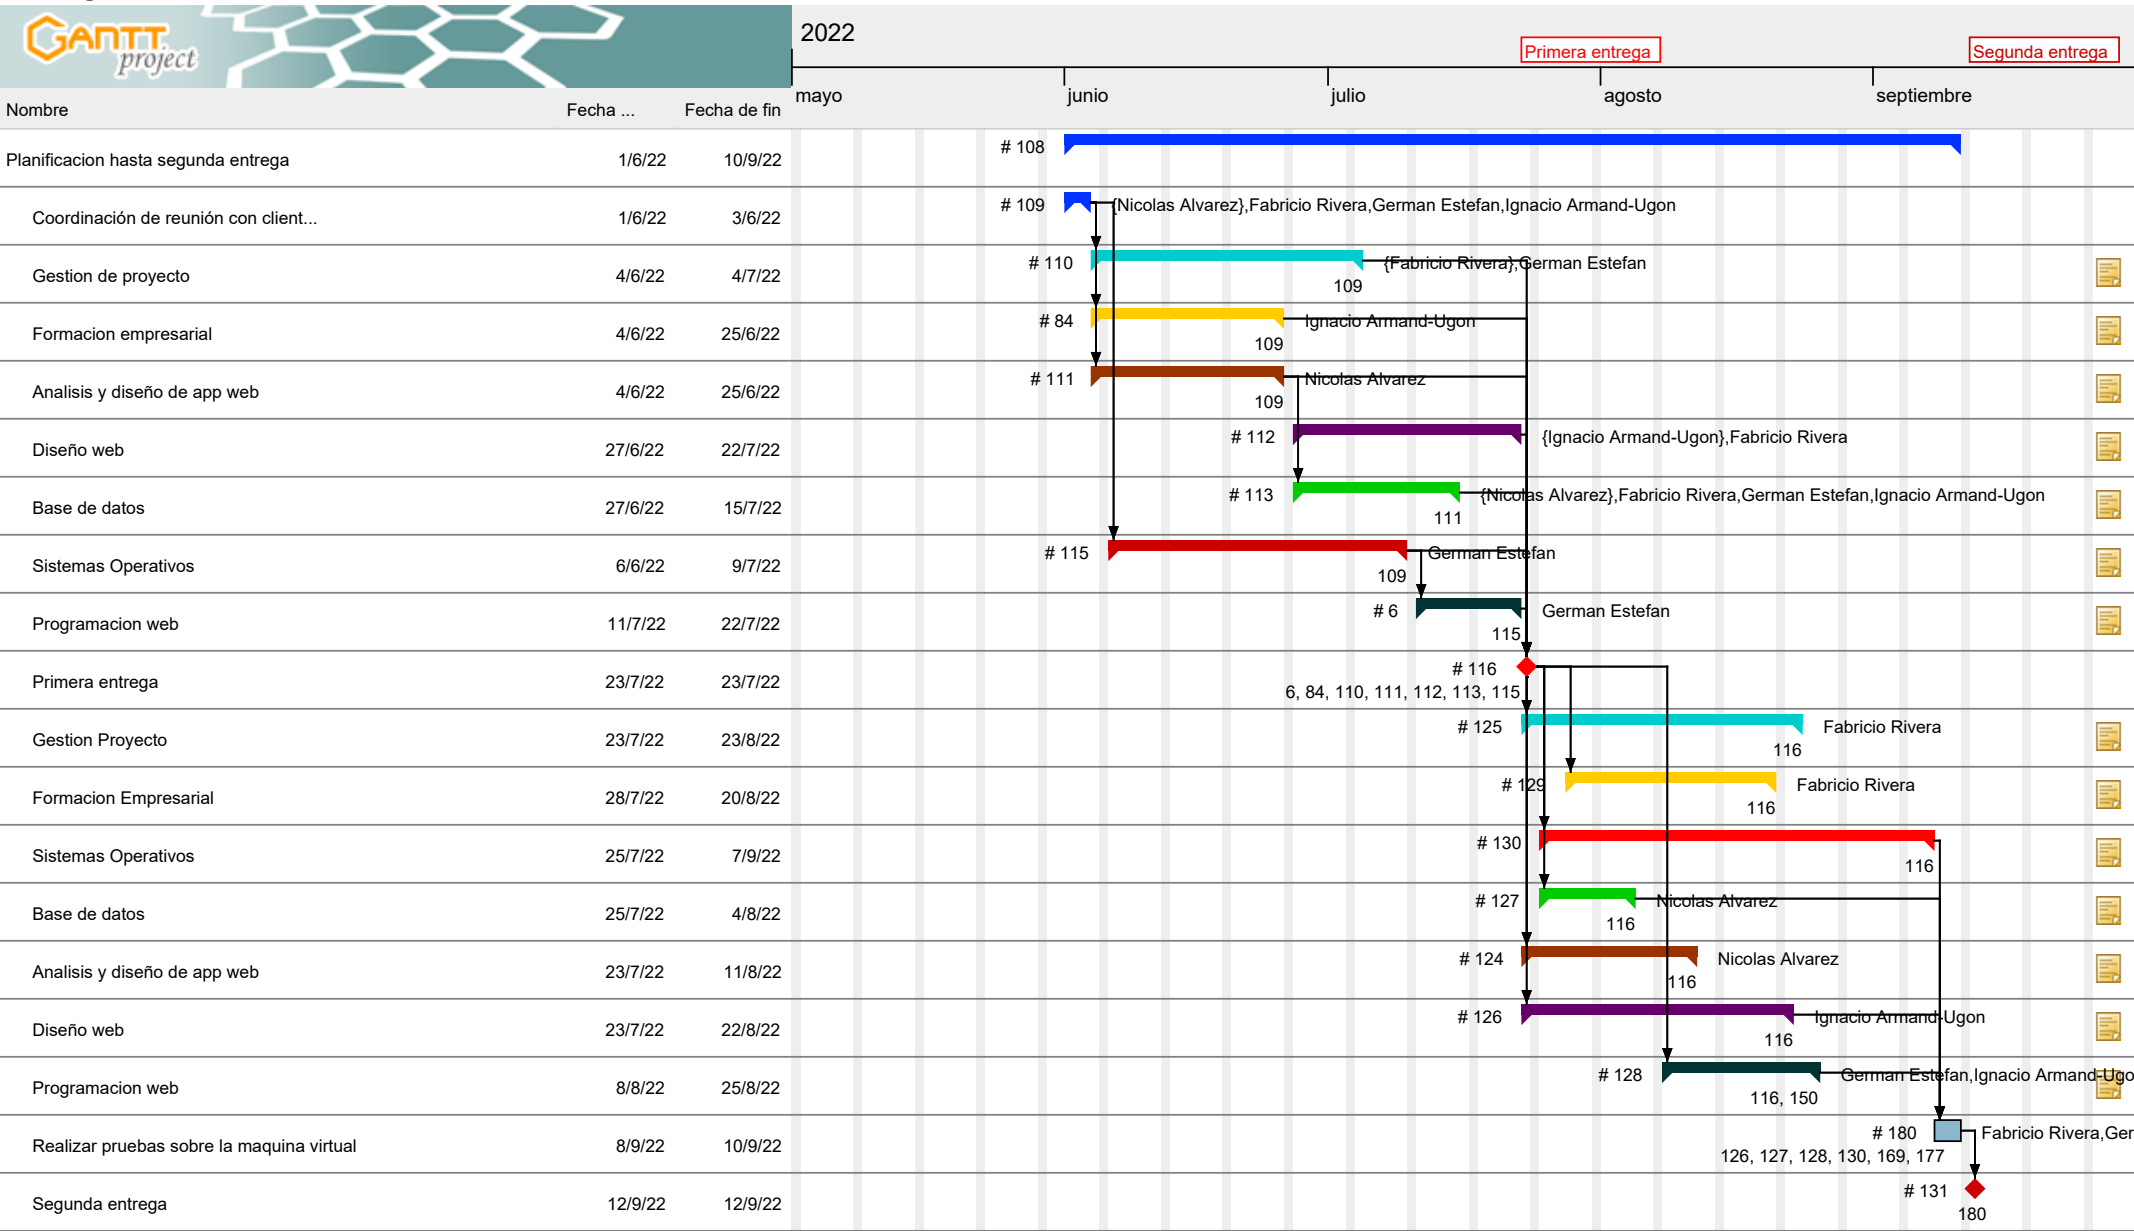 GANTT
project
2022
Primera entrega
Segunda entrega
mayo
junio
julio
agosto
septiembre
Nombre
Fecha ...
Fecha de fin
Planificacion hasta segunda entrega 1/6/22 10/9/22 # 108
Coordinación de reunión con client... 1/6/22 3/6/22 # 109 {Nicolas Alvarez},Fabricio Rivera,German Estefan,Ignacio Armand-Ugon
Gestion de proyecto 4/6/22 4/7/22 # 110 {Fabricio Rivera},German Estefan
109
Formacion empresarial 4/6/22 25/6/22 # 84 Ignacio Armand-Ugon
109
Analisis y diseño de app web 4/6/22 25/6/22 # 111 Nicolas Alvarez
109
Diseño web 27/6/22 22/7/22 # 112 {Ignacio Armand-Ugon},Fabricio Rivera
Base de datos 27/6/22 15/7/22 # 113 {Nicolas Alvarez},Fabricio Rivera,German Estefan,Ignacio Armand-Ugon
111
Sistemas Operativos 6/6/22 9/7/22 # 115 German Estefan
109
Programacion web 11/7/22 22/7/22 # 6 German Estefan
115
Primera entrega 23/7/22 23/7/22 # 116
6, 84, 110, 111, 112, 113, 115
Gestion Proyecto 23/7/22 23/8/22 # 125 Fabricio Rivera
116
Formacion Empresarial 28/7/22 20/8/22 # 129 Fabricio Rivera
116
Sistemas Operativos 25/7/22 7/9/22 # 130
116
Base de datos 25/7/22 4/8/22 # 127 Nicolas Alvarez
116
Analisis y diseño de app web 23/7/22 11/8/22 # 124 Nicolas Alvarez
116
Diseño web 23/7/22 22/8/22 # 126 Ignacio Armand-Ugon
116
Programacion web 8/8/22 25/8/22 # 128 German Estefan,Ignacio Armand-Ugo
116, 150
Realizar pruebas sobre la maquina virtual 8/9/22 10/9/22 # 180 Fabricio Rivera,Ger
126, 127, 128, 130, 169, 177
Segunda entrega 12/9/22 12/9/22 # 131
180